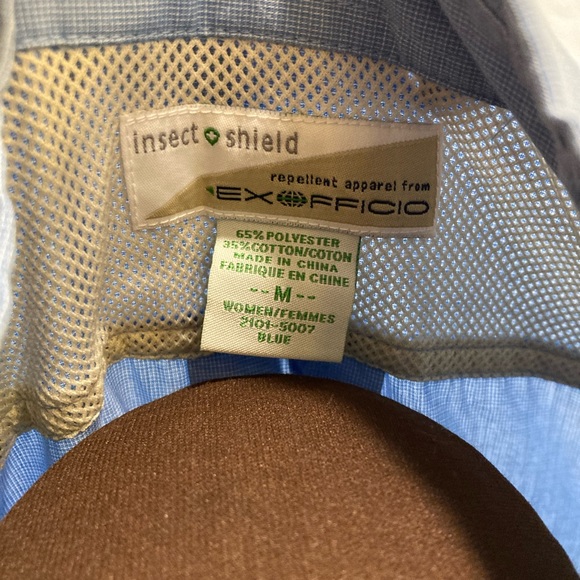 insect shield
repellent apparel from
EXOFFICIO
65% POLYESTER
35% COTTON/COTON
MADE IN CHINA
FABRIQUE EN CHINE
--M--
WOMEN/FEMMES
2101-5007
BLUE